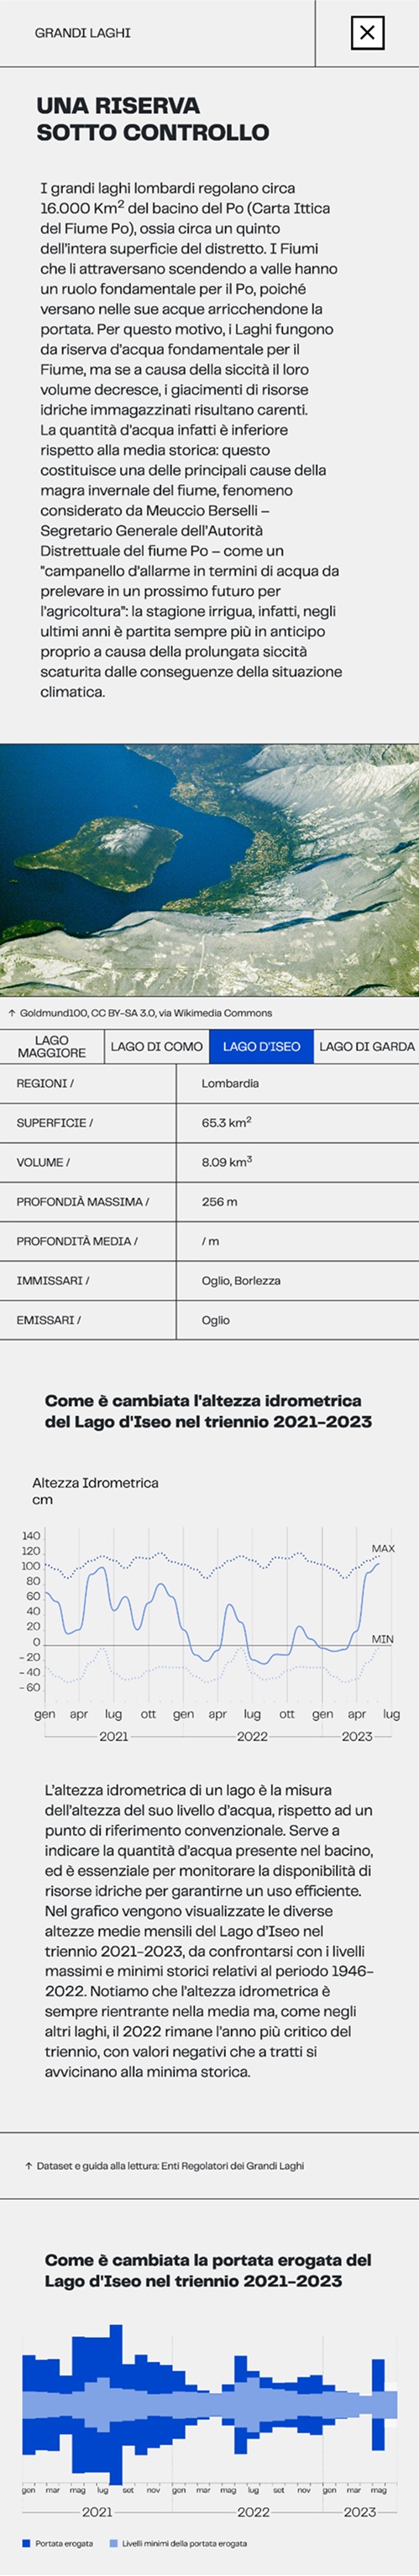 GRANDI LAGHI
UNA RISERVA
SOTTO CONTROLLO
I grandi laghi lombardi regolano circa
16.000 Km² del bacino del Po (Carta Ittica
del Fiume Po), ossia circa un quinto
dell'intera superficie del distretto. I Fiumi
che li attraversano scendendo a valle hanno
un ruolo fondamentale per il Po, poiché
versano nelle sue acque arricchendone la
portata. Per questo motivo, i Laghi fungono
da riserva d'acqua fondamentale per il
Fiume, ma se a causa della siccità il loro
volume decresce, i giacimenti di risorse
idriche immagazzinati risultano carenti.
La quantità d'acqua infatti è inferiore
rispetto alla media storica: questo
costituisce una delle principali cause della
magra invernale del fiume, fenomeno
considerato da Meuccio Berselli –
Segretario Generale dell'Autorità
Distrettuale del fiume Po – come un
"campanello d'allarme in termini di acqua da
prelevare in un prossimo futuro per
l'agricoltura": la stagione irrigua, infatti, negli
ultimi anni è partita sempre più in anticipo
proprio a causa della prolungata siccità
scaturita dalle conseguenze della situazione
climatica.
↑ Goldmund100, CC BY-SA 3.0, via Wikimedia Commons
LAGO MAGGIORE LAGO DI COMO LAGO D'ISEO LAGO DI GARDA
REGIONI / Lombardia
SUPERFICIE / 65.3 km²
VOLUME / 8.09 km³
PROFONDIÀ MASSIMA / 256 m
PROFONDITÀ MEDIA / / m
IMMISSARI / Oglio, Borlezza
EMISSARI / Oglio
Come è cambiata l'altezza idrometrica
del Lago d'Iseo nel triennio 2021-2023
Altezza Idrometrica
cm
140
120
100
80
60
40
20
0
- 20
- 40
- 60
MAX
MIN
gen apr lug ott gen apr lug ott gen apr lug
2021 2022 2023
L'altezza idrometrica di un lago è la misura
dell'altezza del suo livello d'acqua, rispetto ad un
punto di riferimento convenzionale. Serve a
indicare la quantità d'acqua presente nel bacino,
ed è essenziale per monitorare la disponibilità di
risorse idriche per garantirne un uso efficiente.
Nel grafico vengono visualizzate le diverse
altezze medie mensili del Lago d'Iseo nel
triennio 2021-2023, da confrontarsi con i livelli
massimi e minimi storici relativi al periodo 1946-
2022. Notiamo che l'altezza idrometrica è
sempre rientrante nella media ma, come negli
altri laghi, il 2022 rimane l'anno più critico del
triennio, con valori negativi che a tratti si
avvicinano alla minima storica.
↑ Dataset e guida alla lettura: Enti Regolatori dei Grandi Laghi
Come è cambiata la portata erogata del
Lago d'Iseo nel triennio 2021-2023
gen mar mag lug set nov gen mar mag lug set nov gen mar mag
2021 2022 2023
Portata erogata Livelli minimi della portata erogata